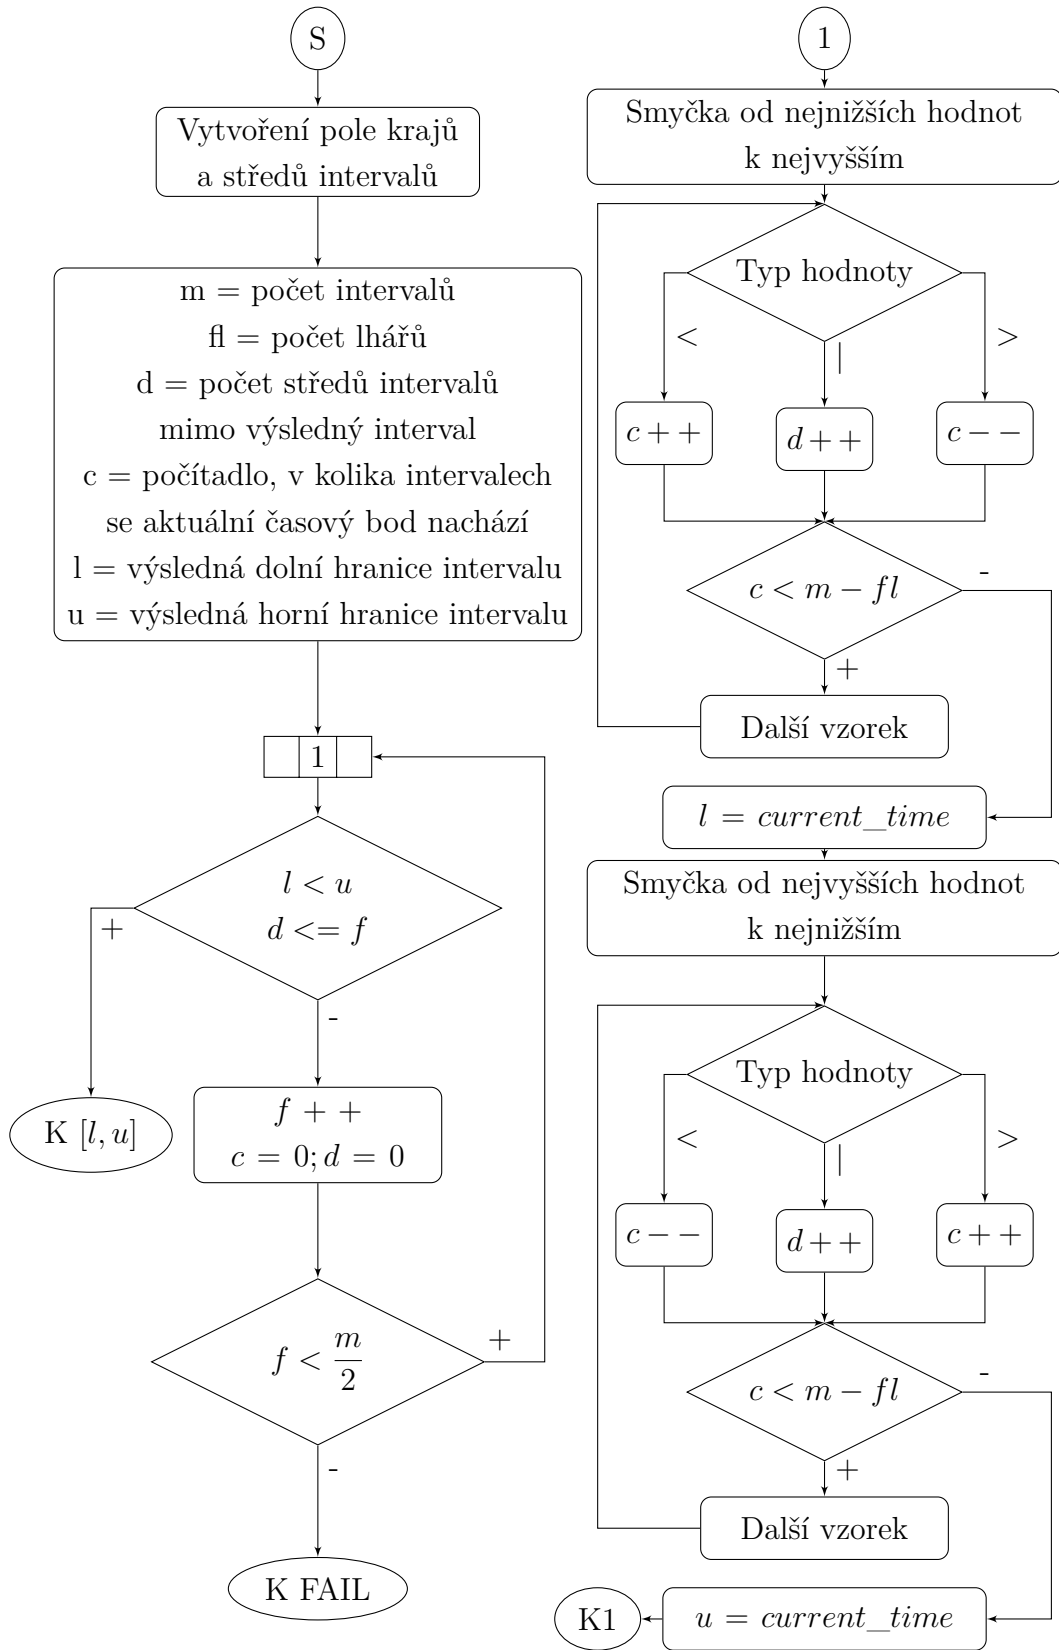 S
Vytvoření pole krajů
a středů intervalů
m = počet intervalů
fl = počet lhářů
d = počet středů intervalů
mimo výsledný interval
c = počítadlo, v kolika intervalech
se aktuální časový bod nachází
l = výsledná dolní hranice intervalu
u = výsledná horní hranice intervalu
1
l < u
d <= f
+
-
K [l, u]
f + +
c = 0; d = 0
f < m/2
+
-
K FAIL
1
Smyčka od nejnižších hodnot
k nejvyšším
Typ hodnoty
<
|
>
c + +
d + +
c - -
c < m − fl
-
+
Další vzorek
l = current_time
Smyčka od nejvyšších hodnot
k nejnižším
Typ hodnoty
<
|
>
c - -
d + +
c + +
c < m − fl
-
+
Další vzorek
K1
u = current_time